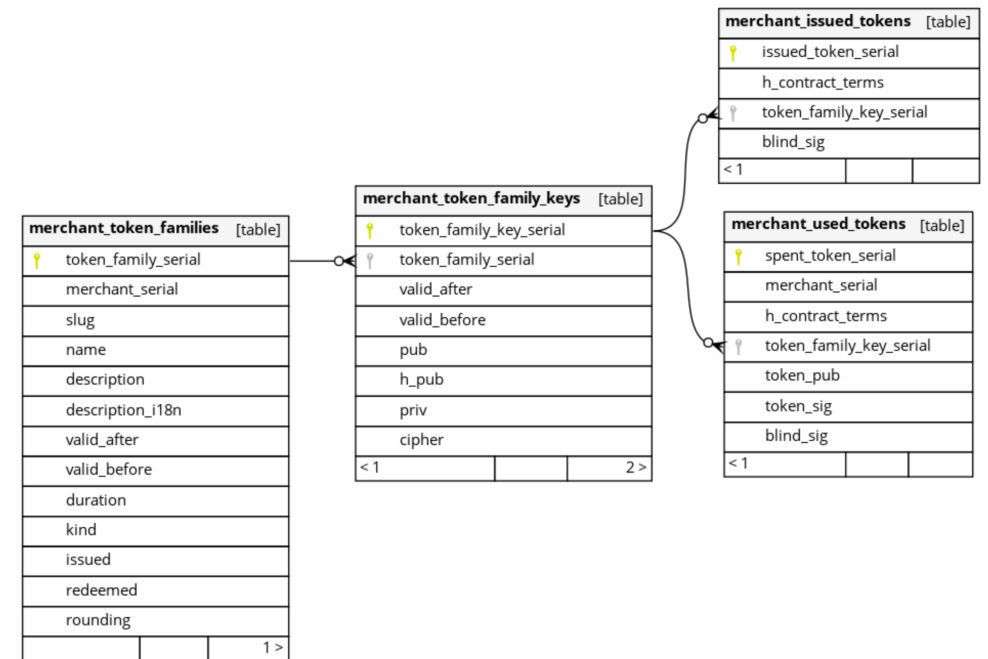 merchant_issued_tokens [table]
issued_token_serial
h_contract_terms
token_family_key_serial
blind_sig
< 1
merchant_token_families [table]
token_family_serial
merchant_serial
slug
name
description
description_i18n
valid_after
valid_before
duration
kind
issued
redeemed
rounding
1 >
merchant_token_family_keys [table]
token_family_key_serial
token_family_serial
valid_after
valid_before
pub
h_pub
priv
cipher
< 1 2 >
merchant_used_tokens [table]
spent_token_serial
merchant_serial
h_contract_terms
token_family_key_serial
token_pub
token_sig
blind_sig
< 1